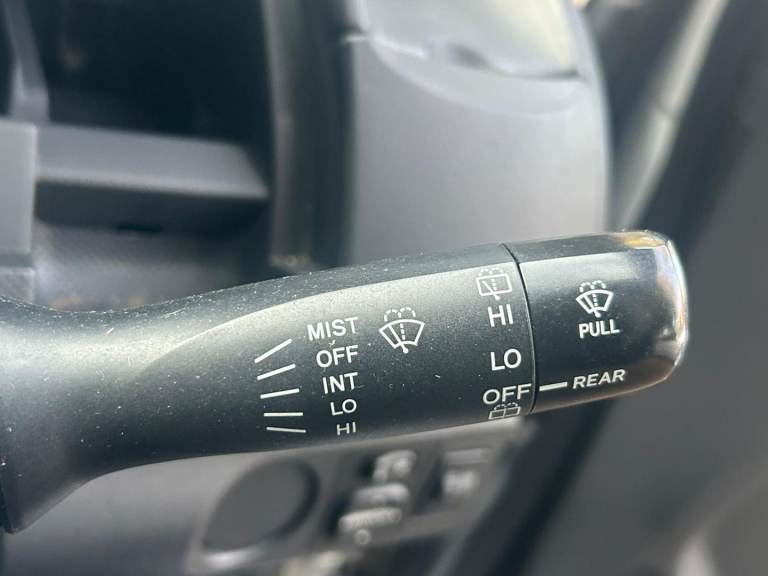 MIST
OFF
INT
LO
HI
HI
LO
OFF
PULL
REAR